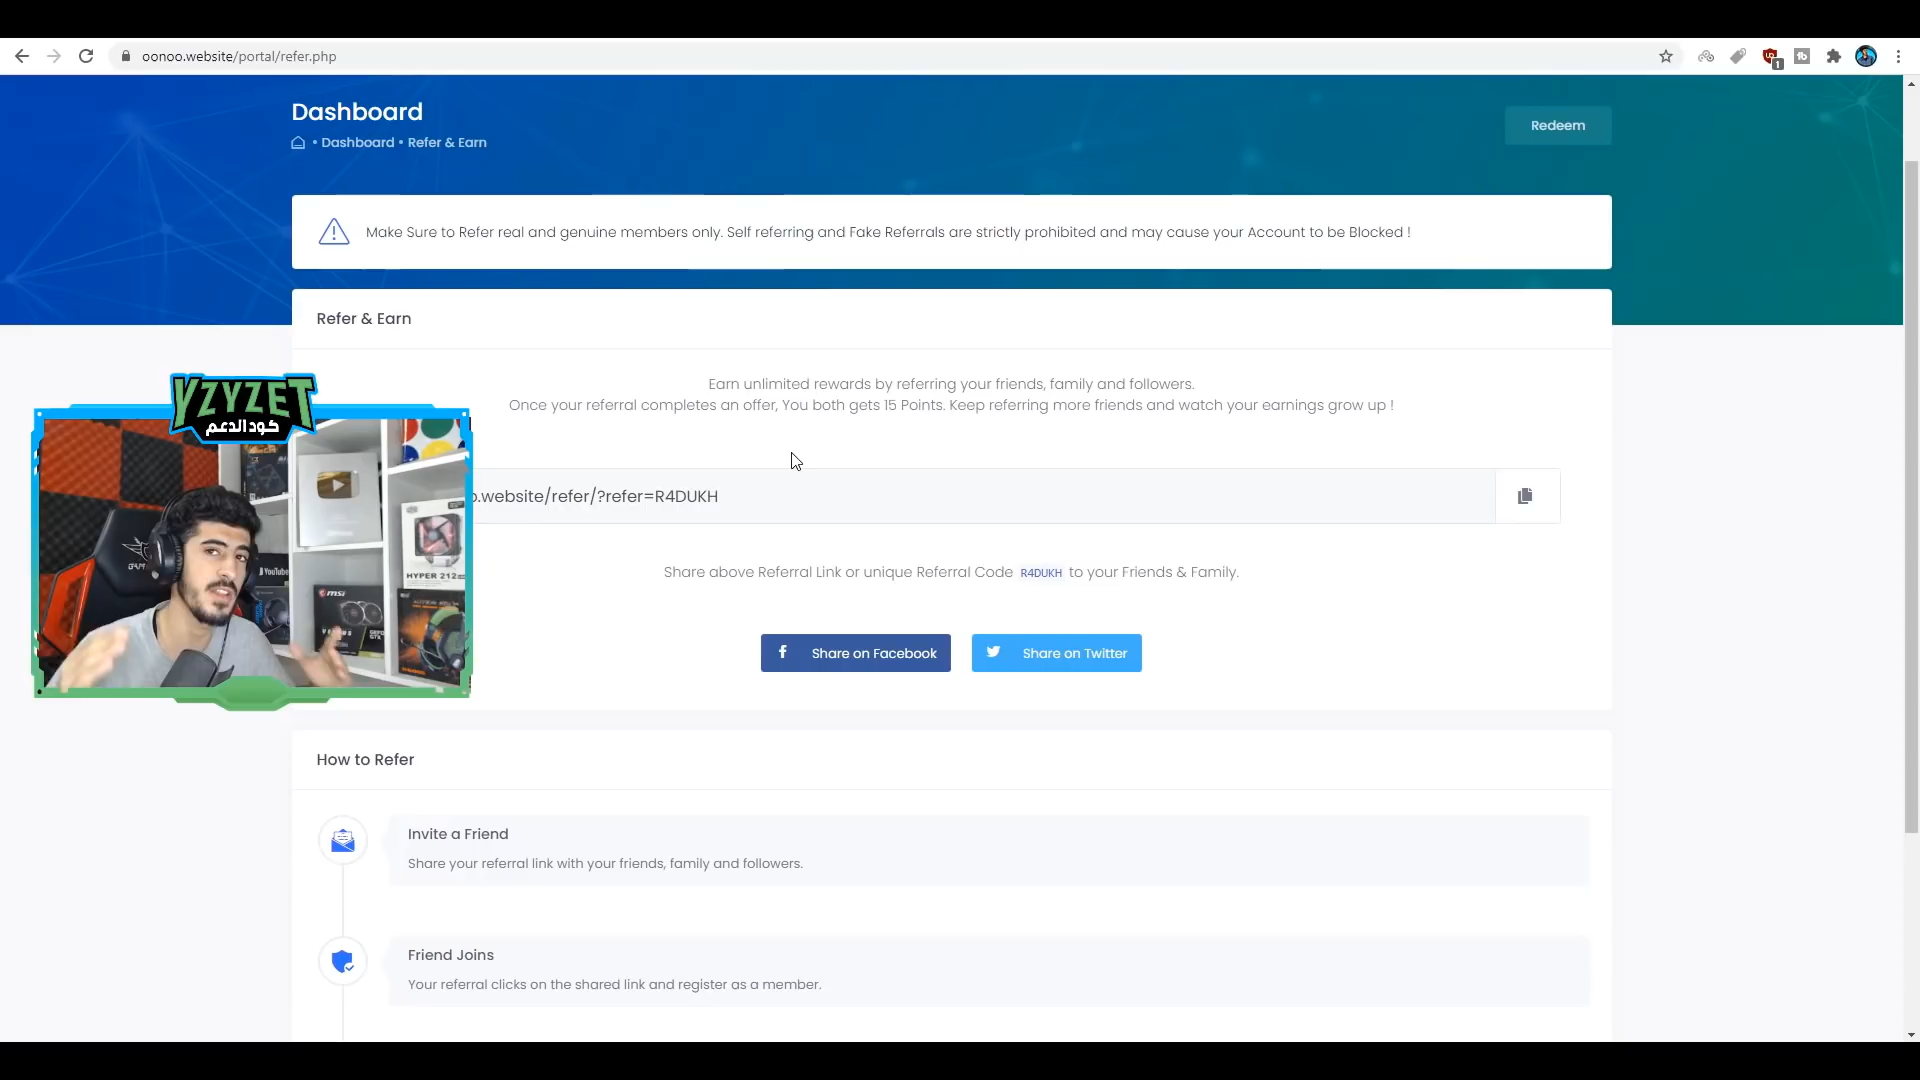 oonoo.website/portal/refer.php
1
Dashboard
• Dashboard • Refer & Earn
Redeem
Make Sure to Refer real and genuine members only. Self referring and Fake Referrals are strictly prohibited and may cause your Account to be Blocked !
Refer & Earn
Earn unlimited rewards by referring your friends, family and followers.
Once your referral completes an offer, You both gets 15 Points. Keep referring more friends and watch your earnings grow up !
YZYZET
كود الدعم
o.website/refer/?refer=R4DUKH
HYPER 212
YouTube
msi
Share above Referral Link or unique Referral Code R4DUKH to your Friends & Family.
Share on Facebook
Share on Twitter
How to Refer
Invite a Friend
Share your referral link with your friends, family and followers.
Friend Joins
Your referral clicks on the shared link and register as a member.